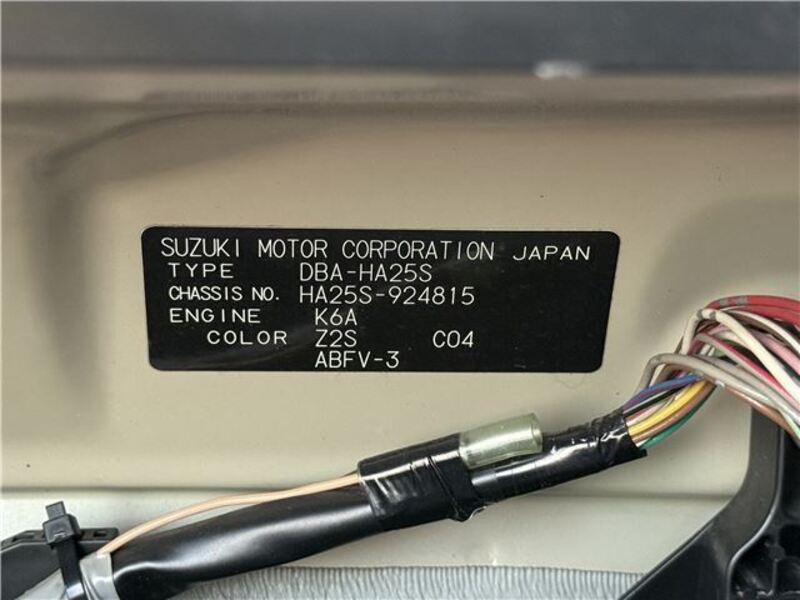 SUZUKI MOTOR CORPORATION JAPAN
TYPE DBA-HA25S
CHASSIS NO. HA25S-924815
ENGINE K6A
COLOR Z2S C04
ABFV-3